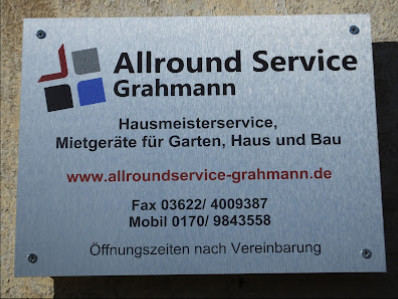 Allround Service
Grahmann
Hausmeisterservice,
Mietgeräte für Garten, Haus und Bau
www.allroundservice-grahmann.de
Fax 03622/ 4009387
Mobil 0170/ 9843558
Öffnungszeiten nach Vereinbarung